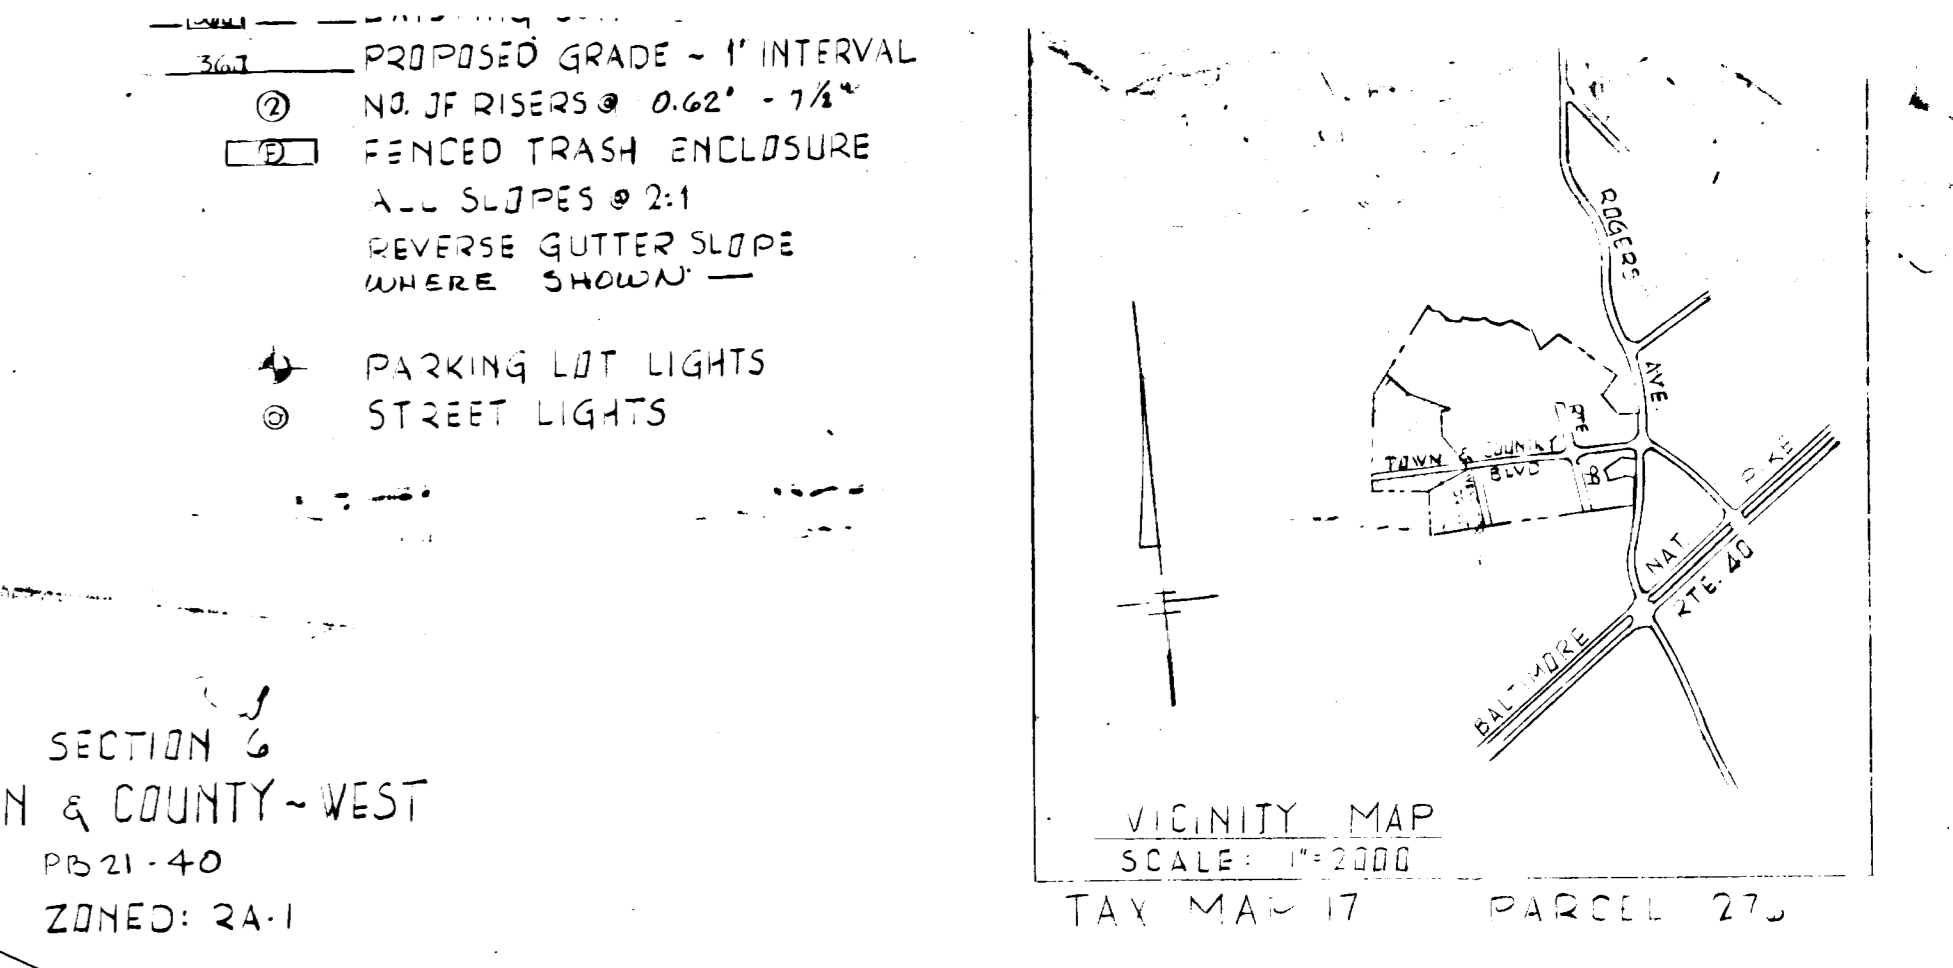 36.7 PROPOSED GRADE ~ 1' INTERVAL
2 NO. OF RISERS @ 0.62' - 7½"
FENCED TRASH ENCLOSURE
ALL SLOPES @ 2:1
REVERSE GUTTER SLOPE
WHERE SHOWN —
PARKING LOT LIGHTS
STREET LIGHTS
SECTION 6
N & COUNTY ~ WEST
PB 21 - 40
ZONED: RA-1
ROGERS
AVE.
TOWN & COUNTRY
BLVD
B
NAT. PIKE
RTE. 40
BALTIMORE
VICINITY MAP
SCALE: 1"=2000
TAX MAP 17 PARCEL